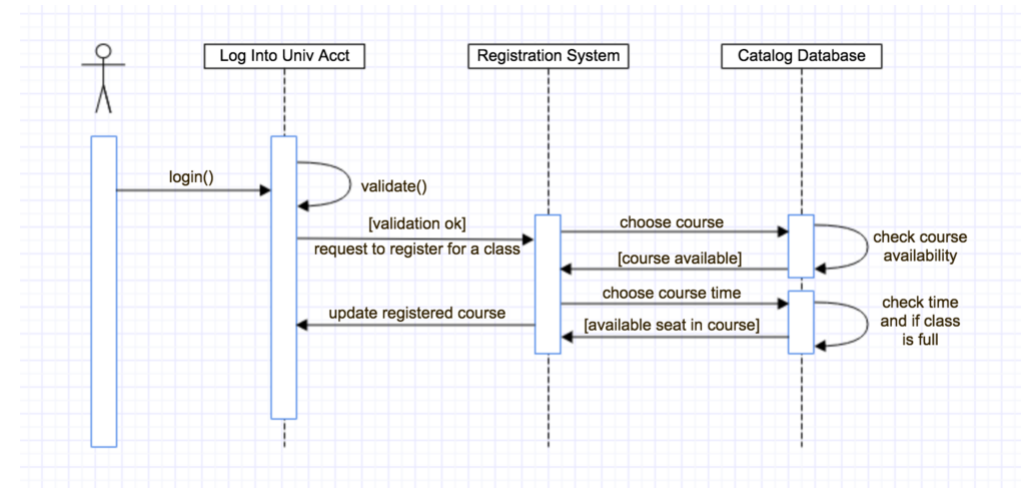 Log Into Univ Acct
Registration System
Catalog Database
login()
validate()
[validation ok]
request to register for a class
choose course
check course
availability
[course available]
choose course time
check time
and if class
is full
update registered course
[available seat in course]